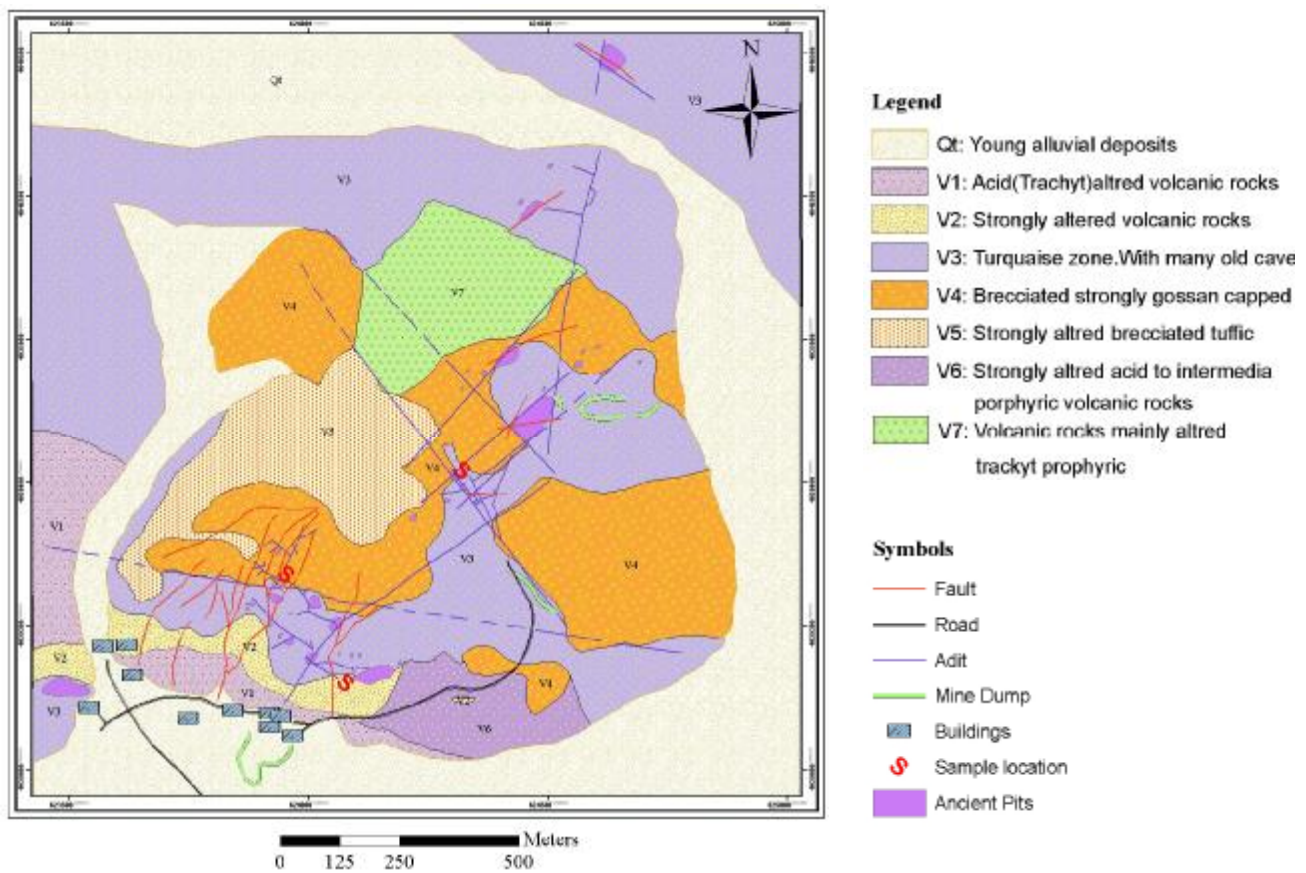 N
Qt
V3
V3
V7
V4
V5
V4
V1
V3
V4
V2
V2
V1
V4
V6
V3
Meters
0 125 250 500
Legend
Qt: Young alluvial deposits
V1: Acid(Trachyt)altred volcanic rocks
V2: Strongly altered volcanic rocks
V3: Turquaise zone.With many old cave
V4: Brecciated strongly gossan capped
V5: Strongly altred brecciated tuffic
V6: Strongly altred acid to intermedia
porphyric volcanic rocks
V7: Volcanic rocks mainly altred
trackyt prophyric
Symbols
Fault
Road
Adit
Mine Dump
Buildings
S Sample location
Ancient Pits